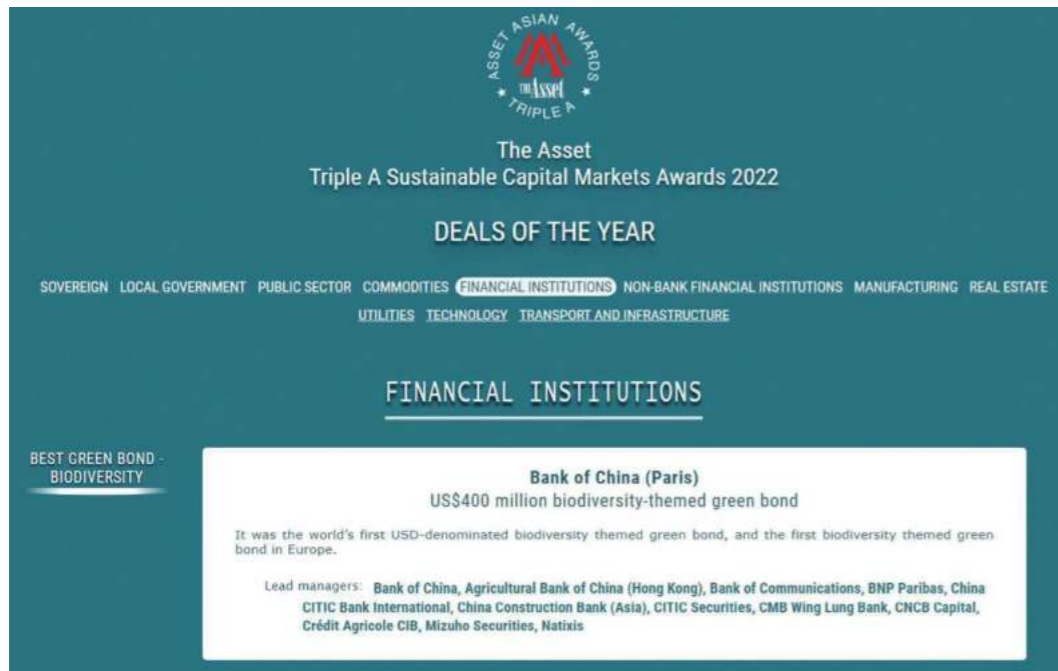 ASSET ASIAN AWARDS
THE Asset
TRIPLE A
The Asset
Triple A Sustainable Capital Markets Awards 2022
DEALS OF THE YEAR
SOVEREIGN LOCAL GOVERNMENT PUBLIC SECTOR COMMODITIES FINANCIAL INSTITUTIONS NON-BANK FINANCIAL INSTITUTIONS MANUFACTURING REAL ESTATE
UTILITIES TECHNOLOGY TRANSPORT AND INFRASTRUCTURE
FINANCIAL INSTITUTIONS
BEST GREEN BOND -
BIODIVERSITY
Bank of China (Paris)
US$400 million biodiversity-themed green bond
It was the world's first USD-denominated biodiversity themed green bond, and the first biodiversity themed green
bond in Europe.
Lead managers: Bank of China, Agricultural Bank of China (Hong Kong), Bank of Communications, BNP Paribas, China
CITIC Bank International, China Construction Bank (Asia), CITIC Securities, CMB Wing Lung Bank, CNCB Capital,
Crédit Agricole CIB, Mizuho Securities, Natixis